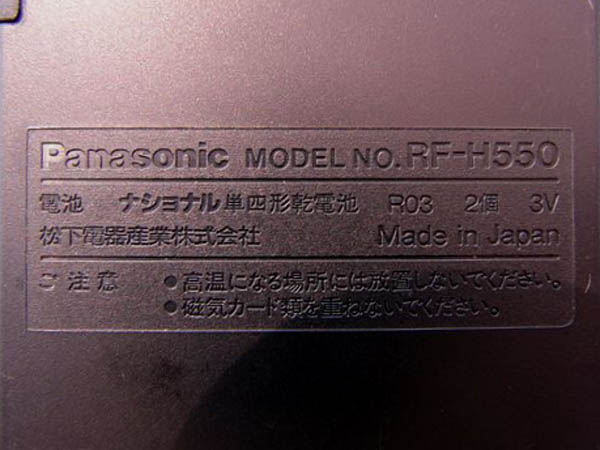 Panasonic MODEL NO. RF-H550
電池 ナショナル単四形乾電池 R03 2個 3V
松下電器産業株式会社 Made in Japan
ご注意 ●高温になる場所には放置しないでください。
●磁気カード類を重ねないでください。